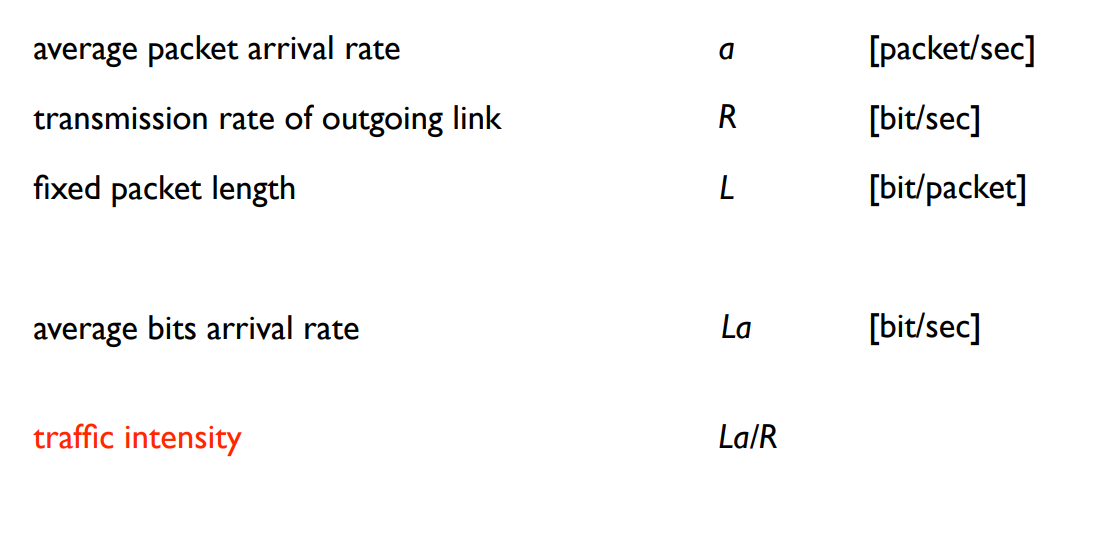 average packet arrival rate a [packet/sec]
transmission rate of outgoing link R [bit/sec]
fixed packet length L [bit/packet]
average bits arrival rate La [bit/sec]
traffic intensity La/R